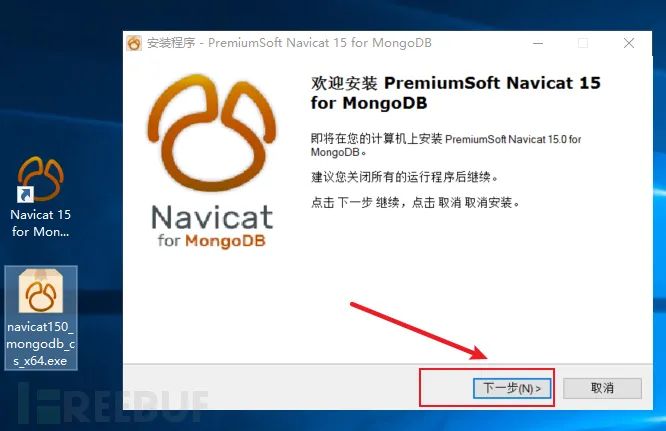 安装程序 - PremiumSoft Navicat 15 for MongoDB
欢迎安装 PremiumSoft Navicat 15
for MongoDB
即将在您的计算机上安装 PremiumSoft Navicat 15.0 for
MongoDB。
建议您关闭所有的运行程序后继续。
点击 下一步 继续，点击 取消 取消安装。
Navicat
for MongoDB
Navicat 15
for Mon...
navicat150_
mongodb_c
s_x64.exe
下一步(N) >
取消
FREEBUF